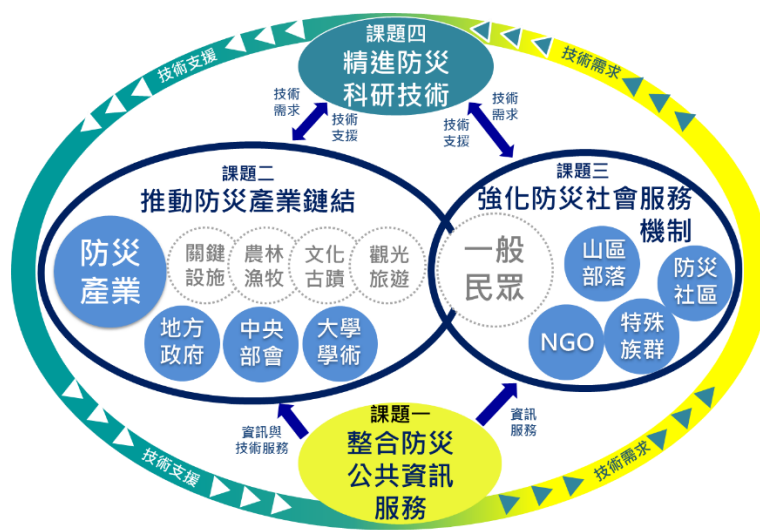 課題四
精進防災
科研技術
技術支援
技術需求
技術
需求
技術
支援
技術
需求
技術
支援
課題二
推動防災產業鏈結
防災
產業
關鍵
設施
農林
漁牧
文化
古蹟
觀光
旅遊
地方
政府
中央
部會
大學
學術
課題三
強化防災社會服務
機制
一般
民眾
山區
部落
防災
社區
NGO
特殊
族群
資訊與
技術服務
資訊
服務
課題一
整合防災
公共資訊
服務
技術支援
技術需求